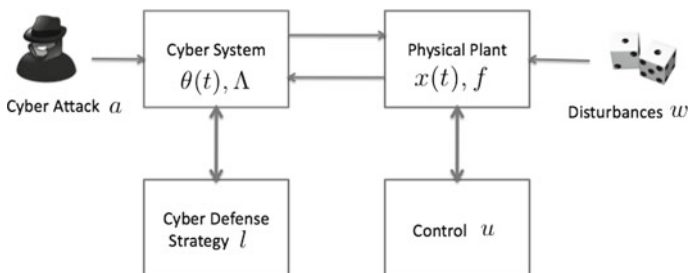 Cyber System
θ(t), Λ
Physical Plant
x(t), f
Cyber Attack a
Disturbances w
Cyber Defense
Strategy l
Control u